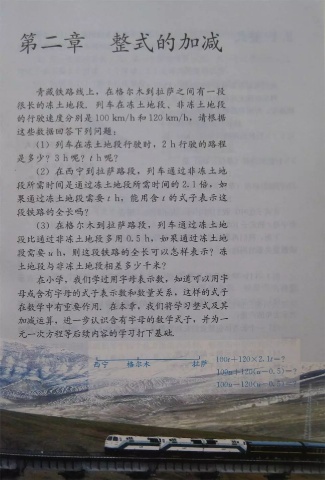 第二章 整式的加减
青藏铁路线上，在格尔木到拉萨之间有一段
很长的冻土地段. 列车在冻土地段、非冻土地段
的行驶速度分别是100 km/h和120 km/h，请根据
这些数据回答下列问题：
（1）列车在冻土地段行驶时，2 h行驶的路程
是多少？3 h呢？t h呢？
（2）在西宁到拉萨路段，列车通过非冻土地
段所需时间是通过冻土地段所需时间的2.1倍，如
果通过冻土地段需要t h，能用含t的式子表示这
段铁路的全长吗？
（3）在格尔木到拉萨路段，列车通过冻土地
段比通过非冻土地段多用0.5 h，如果通过冻土地
段需要u h，则这段铁路的全长可以怎样表示？冻
土地段与非冻土地段相差多少千米？
在小学，我们学过用字母表示数，知道可以用字
母或含有字母的式子表示数和数量关系，这样的式子
在数学中有重要作用. 在本章，我们将学习整式及其
加减运算，进一步认识含有字母的数学式子，并为一
元一次方程等后续内容的学习打下基础.
西宁 格尔木 拉萨
100t+120×2.1t=?
100u+120(u-0.5)=?
100u-120(u-0.5)=?